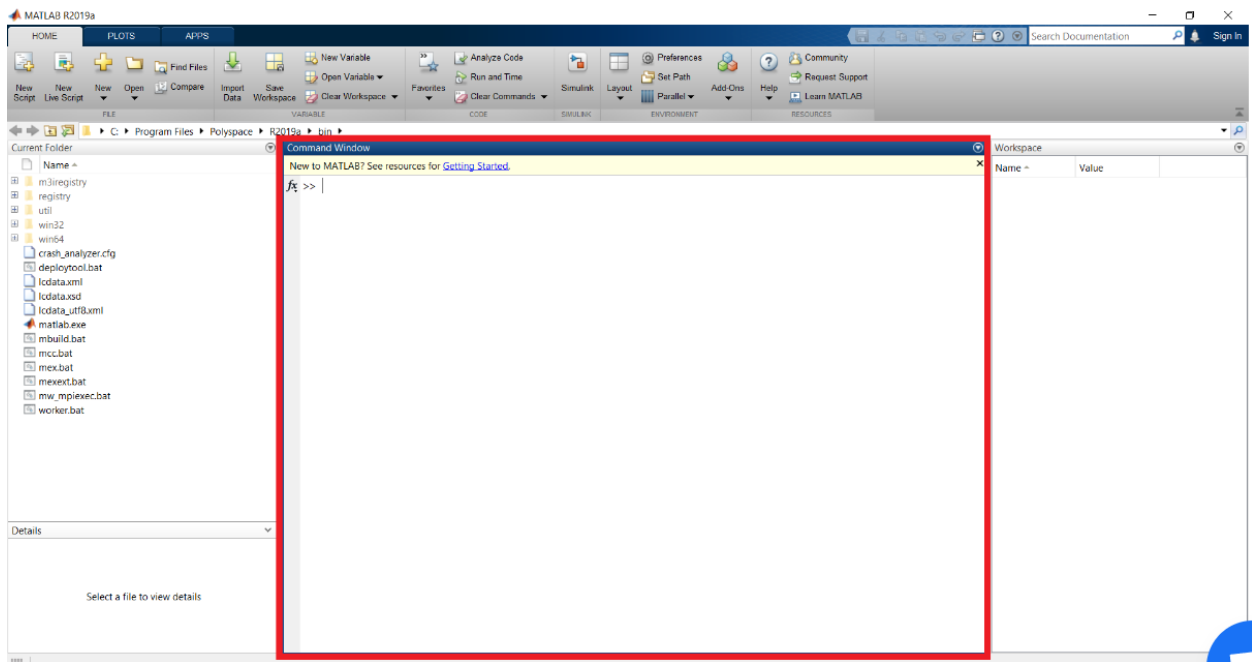 MATLAB R2019a
HOME PLOTS APPS
Search Documentation Sign In
New Script
New Live Script
New
Open
Find Files
Compare
Import Data
Save Workspace
New Variable
Open Variable
Clear Workspace
Favorites
Analyze Code
Run and Time
Clear Commands
Simulink
Layout
Preferences
Set Path
Parallel
Add-Ons
Help
Community
Request Support
Learn MATLAB
FILE VARIABLE CODE SIMULINK ENVIRONMENT RESOURCES
C: Program Files Polyspace R2019a bin
Current Folder
Name
m3iregistry
registry
util
win32
win64
crash_analyzer.cfg
deploytool.bat
lcdata.xml
lcdata.xsd
lcdata_utf8.xml
matlab.exe
mbuild.bat
mcc.bat
mex.bat
mexext.bat
mw_mpiexec.bat
worker.bat
Details
Select a file to view details
Command Window
New to MATLAB? See resources for Getting Started.
fx >>
Workspace
Name Value